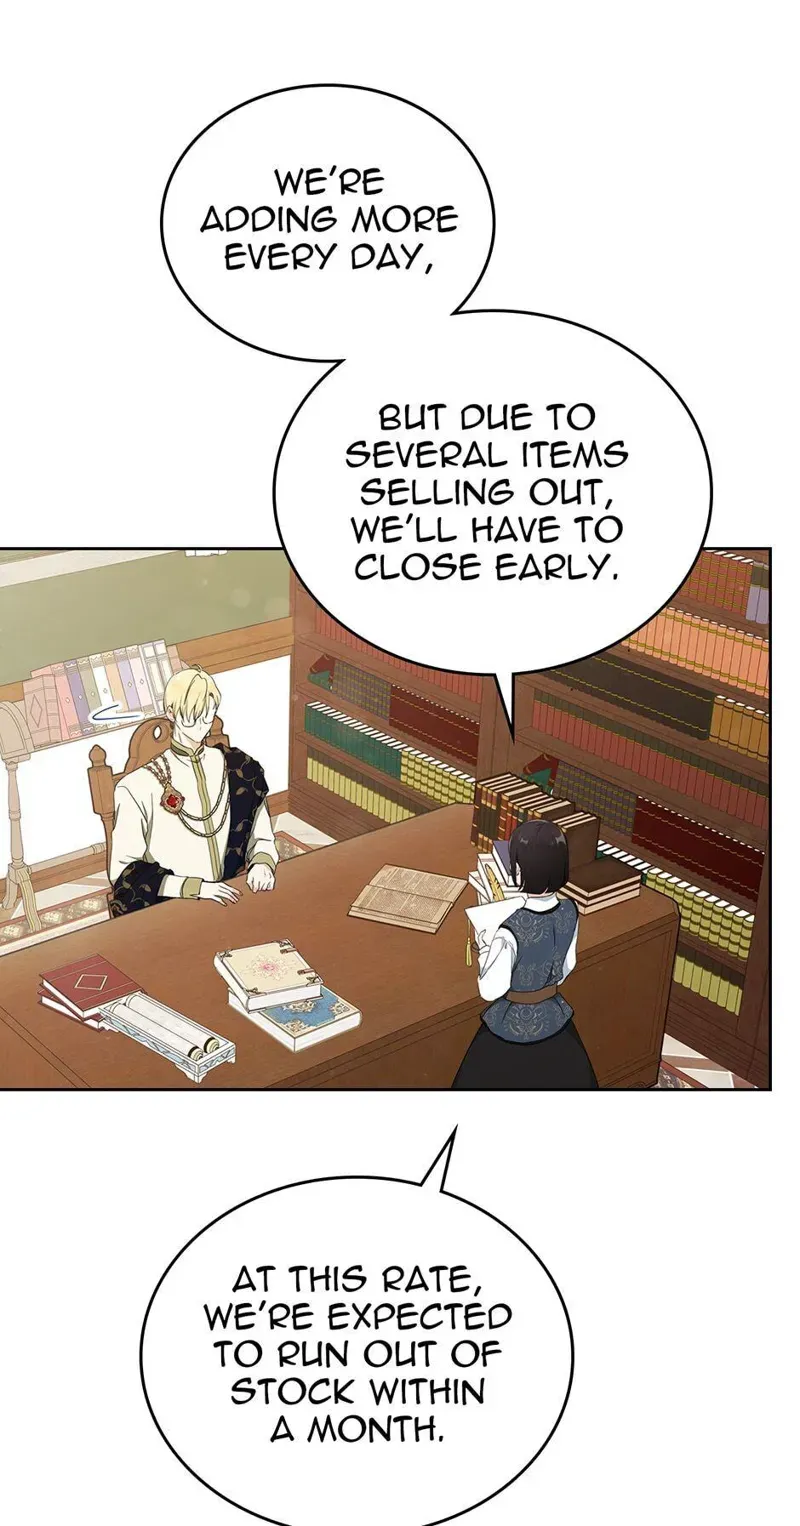 WE'RE
ADDING MORE
EVERY DAY,
BUT DUE TO
SEVERAL ITEMS
SELLING OUT,
WE'LL HAVE TO
CLOSE EARLY.
AT THIS RATE,
WE'RE EXPECTED
TO RUN OUT OF
STOCK WITHIN
A MONTH.